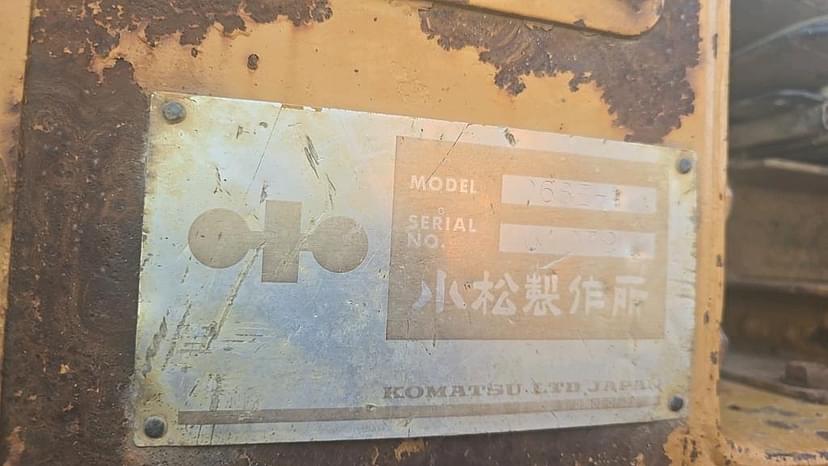 MODEL
SERIAL
NO.
小松製作所
KOMATSU LTD. JAPAN